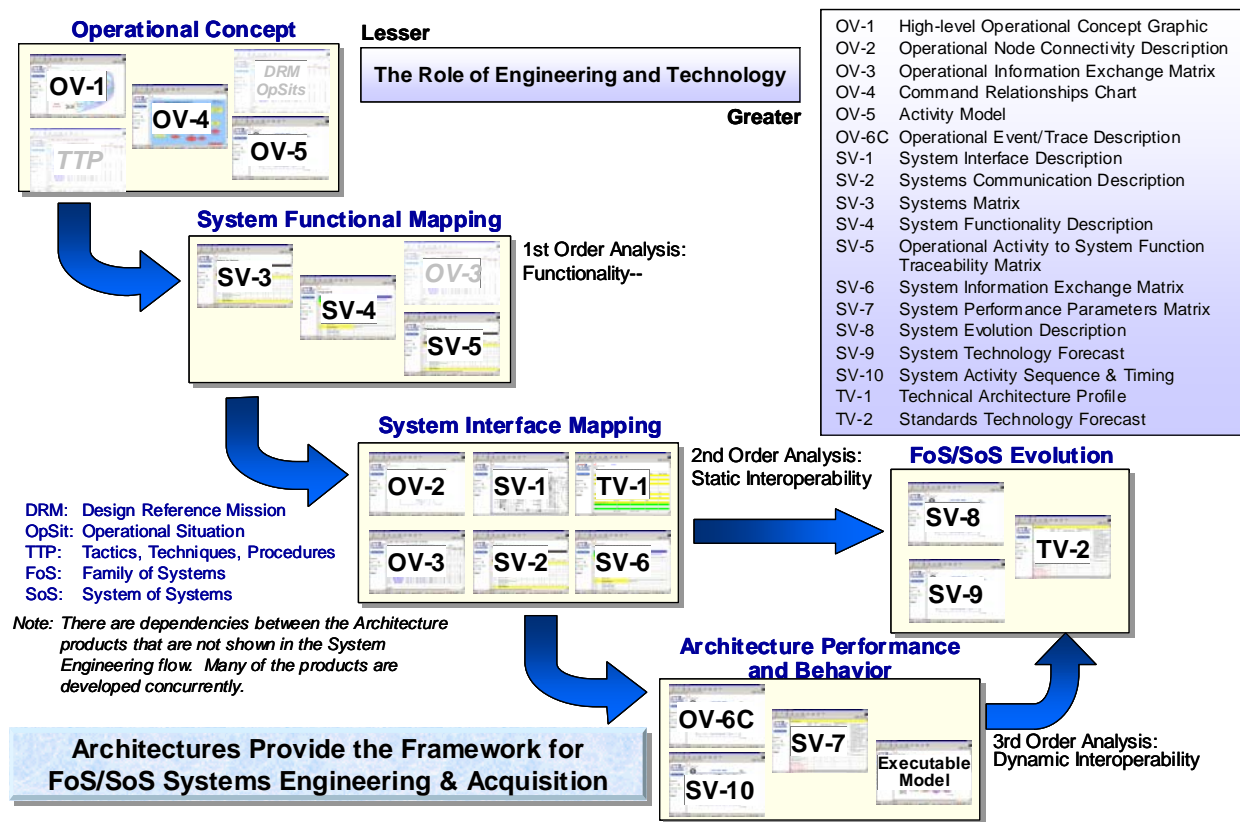 Operational Concept
OV-1
OV-4
DRM
OpSits
TTP
OV-5
Lesser
The Role of Engineering and Technology
Greater
OV-1 High-level Operational Concept Graphic
OV-2 Operational Node Connectivity Description
OV-3 Operational Information Exchange Matrix
OV-4 Command Relationships Chart
OV-5 Activity Model
OV-6C Operational Event/Trace Description
SV-1 System Interface Description
SV-2 Systems Communication Description
SV-3 Systems Matrix
SV-4 System Functionality Description
SV-5 Operational Activity to System Function
Traceability Matrix
SV-6 System Information Exchange Matrix
SV-7 System Performance Parameters Matrix
SV-8 System Evolution Description
SV-9 System Technology Forecast
SV-10 System Activity Sequence & Timing
TV-1 Technical Architecture Profile
TV-2 Standards Technology Forecast
System Functional Mapping
SV-3
SV-4
OV-3
SV-5
1st Order Analysis:
Functionality--
System Interface Mapping
OV-2 SV-1 TV-1
OV-3 SV-2 SV-6
2nd Order Analysis:
Static Interoperability
FoS/SoS Evolution
SV-8
TV-2
SV-9
DRM: Design Reference Mission
OpSit: Operational Situation
TTP: Tactics, Techniques, Procedures
FoS: Family of Systems
SoS: System of Systems
Note: There are dependencies between the Architecture
products that are not shown in the System
Engineering flow. Many of the products are
developed concurrently.
Architecture Performance
and Behavior
OV-6C
SV-7
SV-10
Executable
Model
3rd Order Analysis:
Dynamic Interoperability
Architectures Provide the Framework for
FoS/SoS Systems Engineering & Acquisition